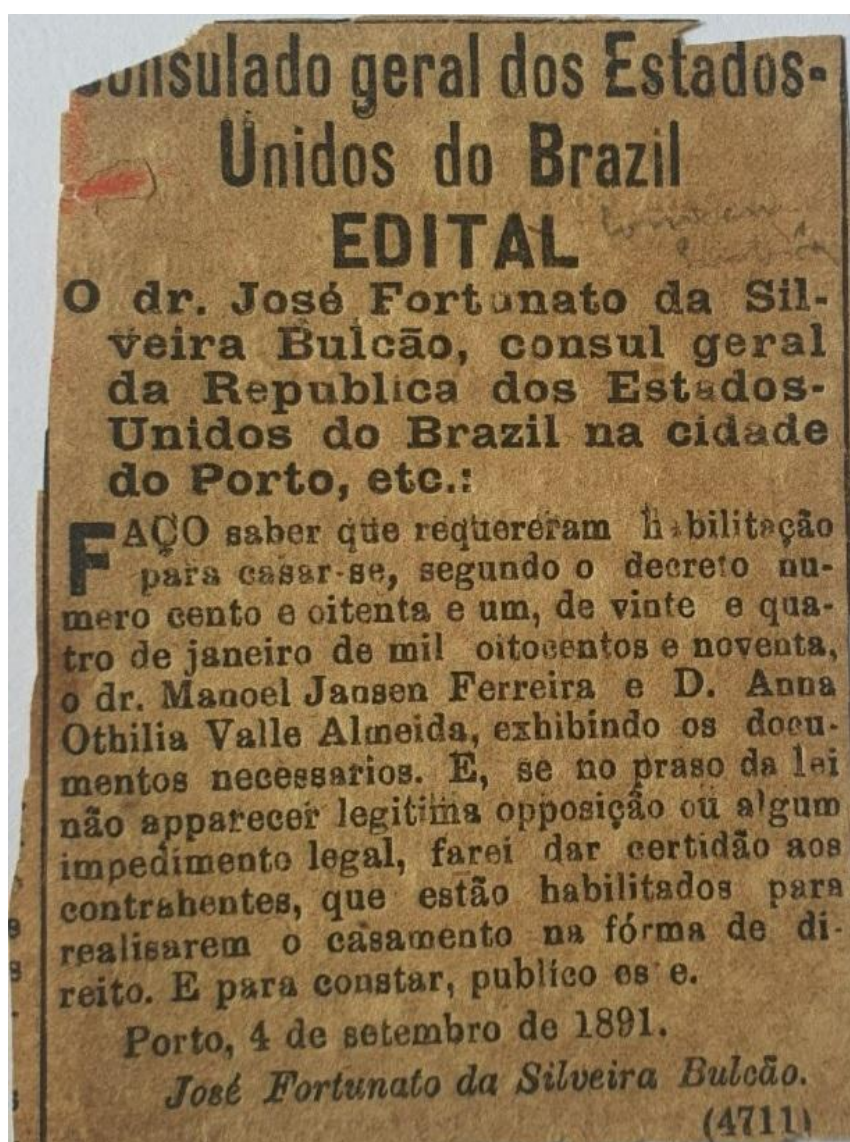 Consulado geral dos Estados-
Unidos do Brazil
EDITAL
O dr. José Fortunato da Sil-
veira Bulcão, consul geral
da Republica dos Estados-
Unidos do Brazil na cidade
do Porto, etc.:
FAÇO saber que requereram habilitação
para casar-se, segundo o decreto nu-
mero cento e oitenta e um, de vinte e qua-
tro de janeiro de mil oitocentos e noventa,
o dr. Manoel Jansen Ferreira e D. Anna
Othilia Valle Almeida, exhibindo os docu-
mentos necessarios. E, se no praso da lei
não apparecer legitima opposição ou algum
impedimento legal, farei dar certidão aos
contrahentes, que estão habilitados para
realisarem o casamento na fórma de di-
reito. E para constar, publico este.
Porto, 4 de setembro de 1891.
José Fortunato da Silveira Bulcão.
(4711)